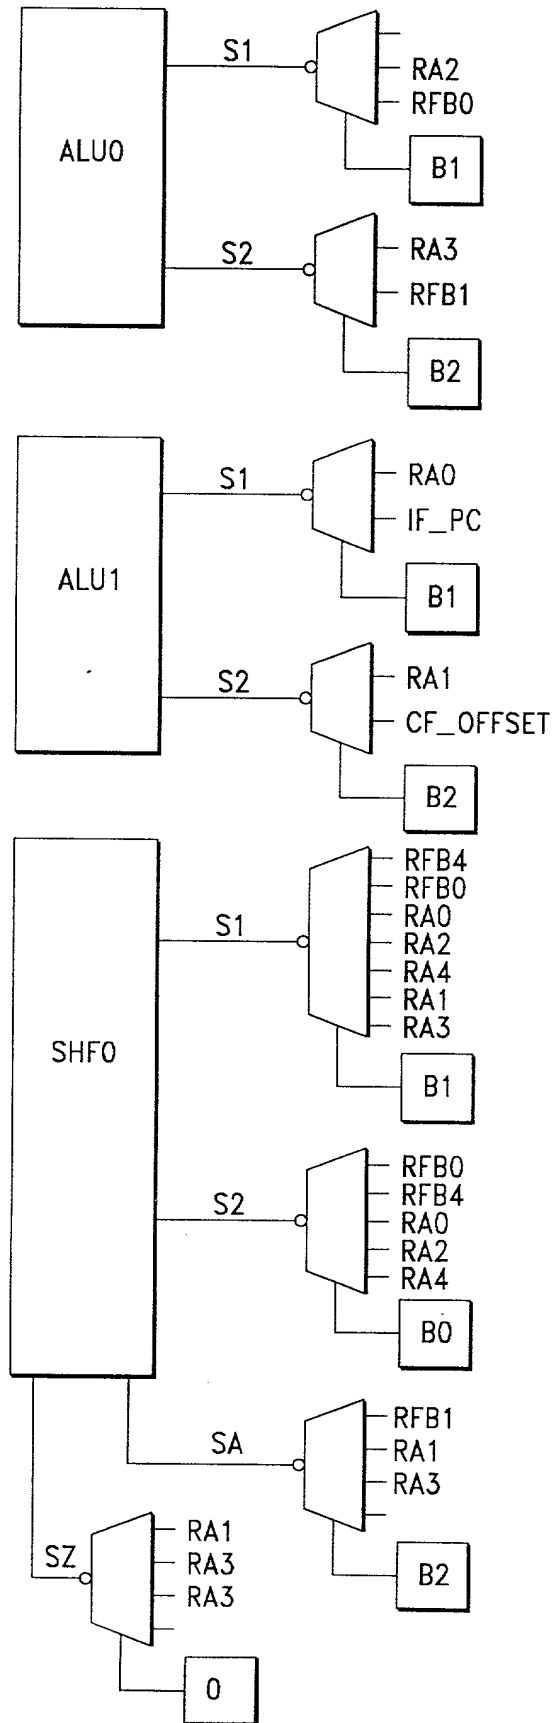 S1
RA2
RFB0
ALU0
B1
S2
RA3
RFB1
B2
S1
RA0
IF_PC
ALU1
B1
S2
RA1
CF_OFFSET
B2
RFB4
RFB0
RA0
S1
RA2
RA4
RA1
RA3
SHF0
B1
RFB0
RFB4
S2
RA0
RA2
RA4
B0
RFB1
SA
RA1
RA3
RA1
SZ
RA3
RA3
B2
0